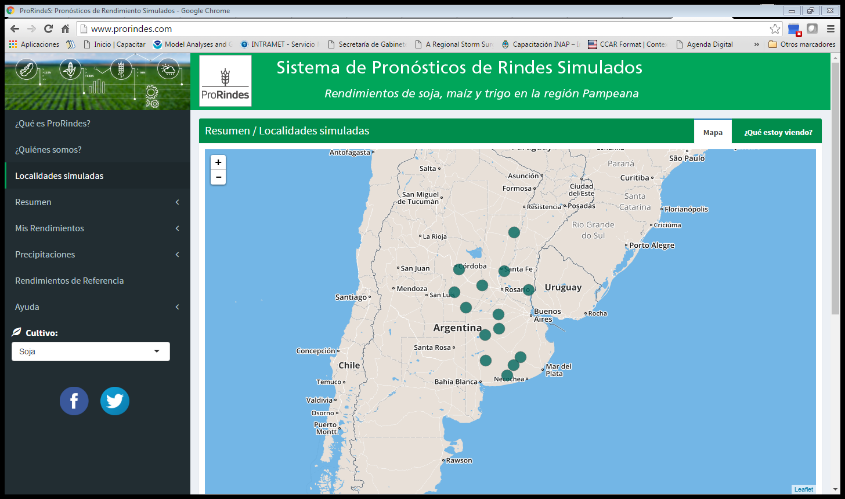 ProRindeS: Pronósticos de Rendimiento Simulados - Google Chrome
www.prorindes.com
Aplicaciones
Inicio | Capacitar
Model Analyses and
INTRAMET - Servicio
Secretaría de Gabinet
A Regional Storm Sur
Capacitación INAP – I
CCAR Format | Conte
Agenda Digital
»
Otros marcadores
ProRindes
Sistema de Pronósticos de Rindes Simulados
Rendimientos de soja, maíz y trigo en la región Pampeana
¿Qué es ProRindes?
¿Quiénes somos?
Localidades simuladas
Resumen
Mis Rendimientos
Precipitaciones
Rendimientos de Referencia
Ayuda
Cultivo:
Soja
Resumen / Localidades simuladas
Mapa
¿Qué estoy viendo?
+
−
Antofagasta
Salta
Asunción
Paraná
São Paulo
Formosa
Ciudad del Este
Curitiba
San Miguel de Tucumán
Resistencia
Posadas
Santa Catarina
Florianópolis
Rio Grande do Sul
Criciúma
La Rioja
Porto Alegre
San Juan
Córdoba
Santa Fe
Mendoza
San Luis
Rosario
Uruguay
Santiago
Buenos Aires
Rocha
Argentina
Concepción
Santa Rosa
Chile
Mar del Plata
Temuco
Bahía Blanca
Necochea
Valdivia
Osorno
Puerto Montt
Rawson
Leaflet